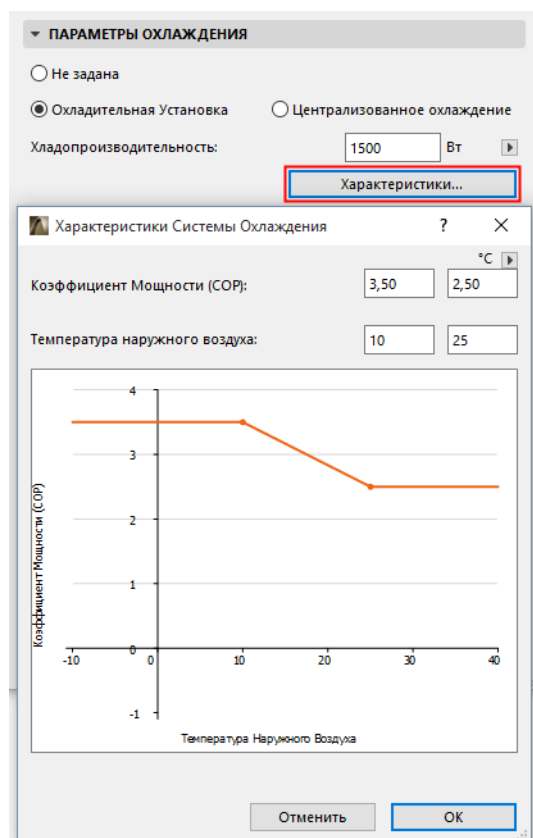 ПАРАМЕТРЫ ОХЛАЖДЕНИЯ
Не задана
Охладительная Установка Централизованное охлаждение
Хладопроизводительность: 1500 Вт
Характеристики...
Характеристики Системы Охлаждения ? X
°C
Коэффициент Мощности (COP): 3,50 2,50
Температура наружного воздуха: 10 25
Коэффициент Мощности (COP)
4
3
2
1
0
-10 0 10 20 30 40
-1
Температура Наружного Воздуха
Отменить OK